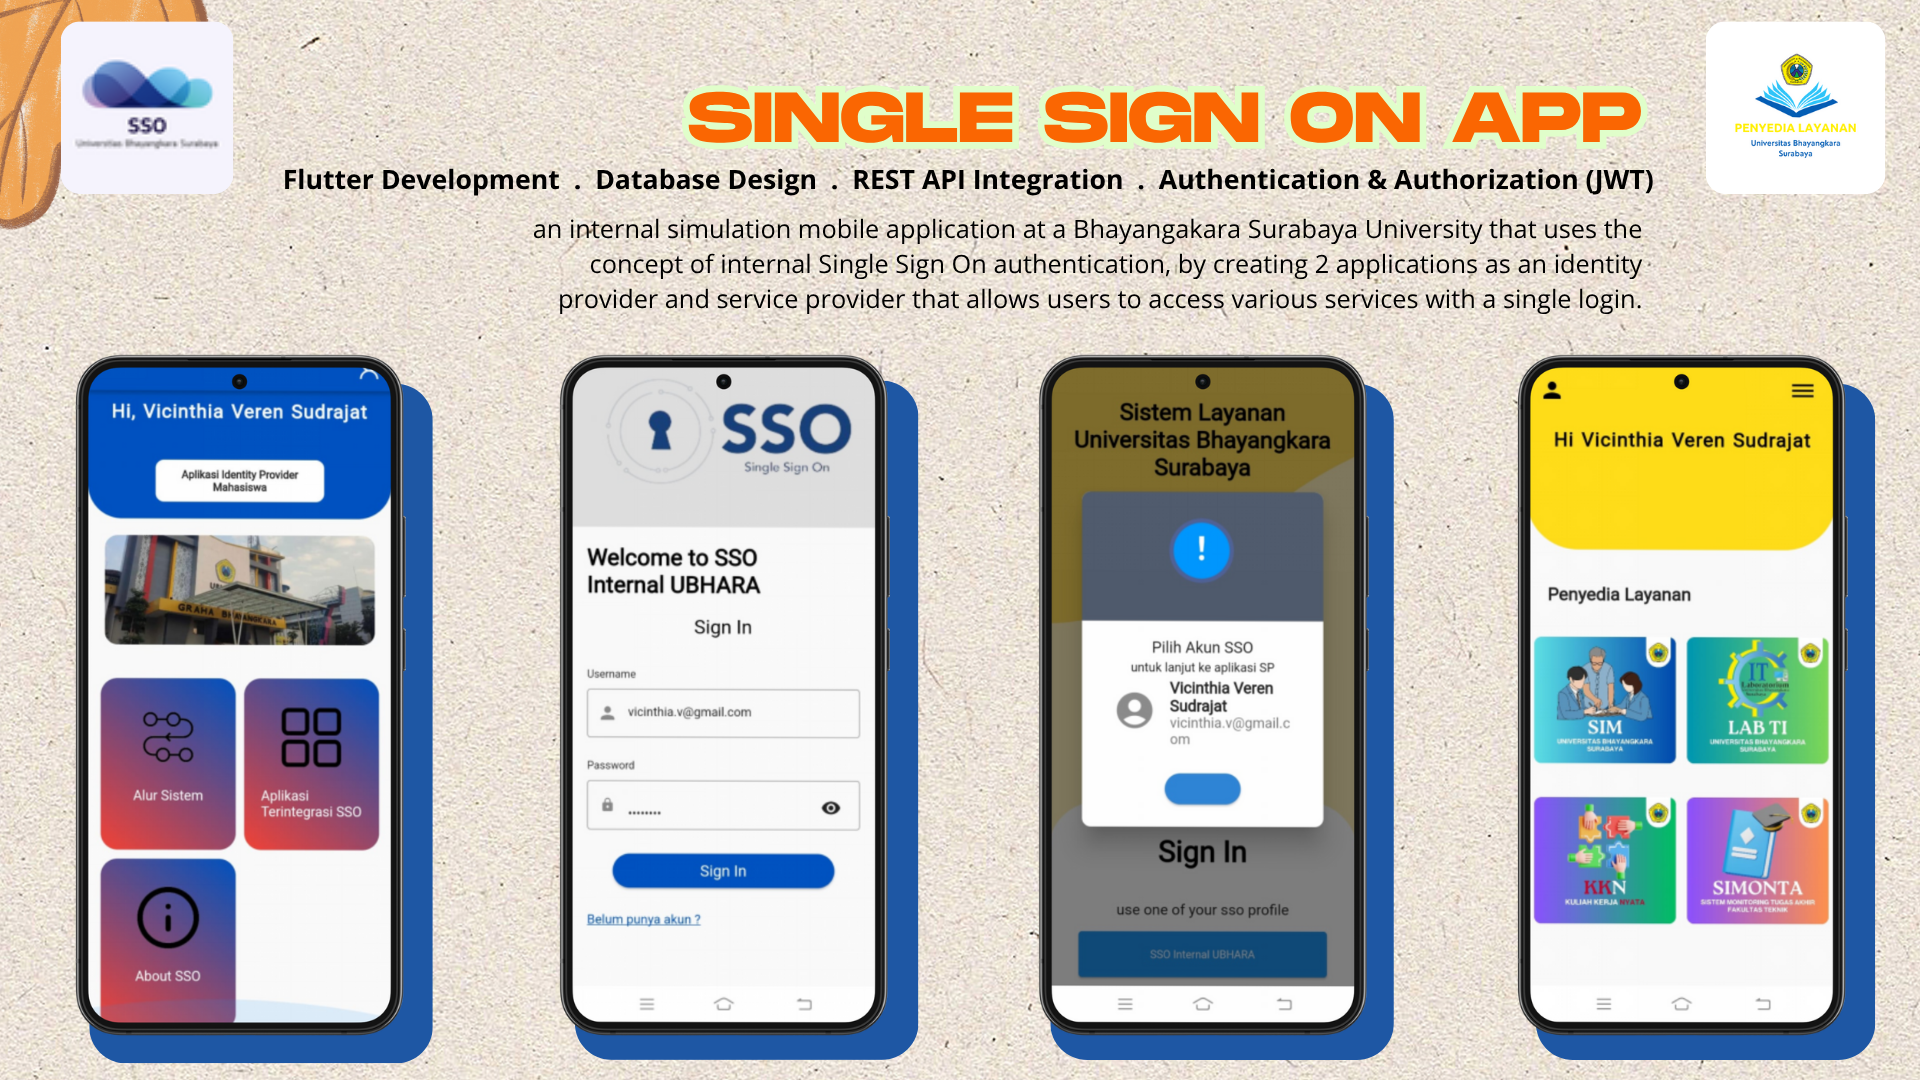 SSO
Universitas Bhayangkara Surabaya
SINGLE SIGN ON APP
PENYEDIA LAYANAN
Universitas Bhayangkara
Surabaya
Flutter Development . Database Design . REST API Integration . Authentication & Authorization (JWT)
an internal simulation mobile application at a Bhayangakara Surabaya University that uses the
concept of internal Single Sign On authentication, by creating 2 applications as an identity
provider and service provider that allows users to access various services with a single login.
Hi, Vicinthia Veren Sudrajat
Aplikasi Identity Provider
Mahasiswa
GRAHA BHAYANGKARA
Alur Sistem
Aplikasi
Terintegrasi SSO
About SSO
SSO
Single Sign On
Welcome to SSO
Internal UBHARA
Sign In
Username
vicinthia.v@gmail.com
Password
........
Sign In
Belum punya akun ?
Sistem Layanan
Universitas Bhayangkara
Surabaya
!
Pilih Akun SSO
untuk lanjut ke aplikasi SP
Vicinthia Veren
Sudrajat
vicinthia.v@gmail.c
om
Sign In
use one of your sso profile
SSO Internal UBHARA
Hi Vicinthia Veren Sudrajat
Penyedia Layanan
SIM
UNIVERSITAS BHAYANGKARA
SURABAYA
IT
Laboratorium
LAB TI
UNIVERSITAS BHAYANGKARA
SURABAYA
KKN
KULIAH KERJA NYATA
SIMONTA
SISTEM MONITORING TUGAS AKHIR
FAKULTAS TEKNIK